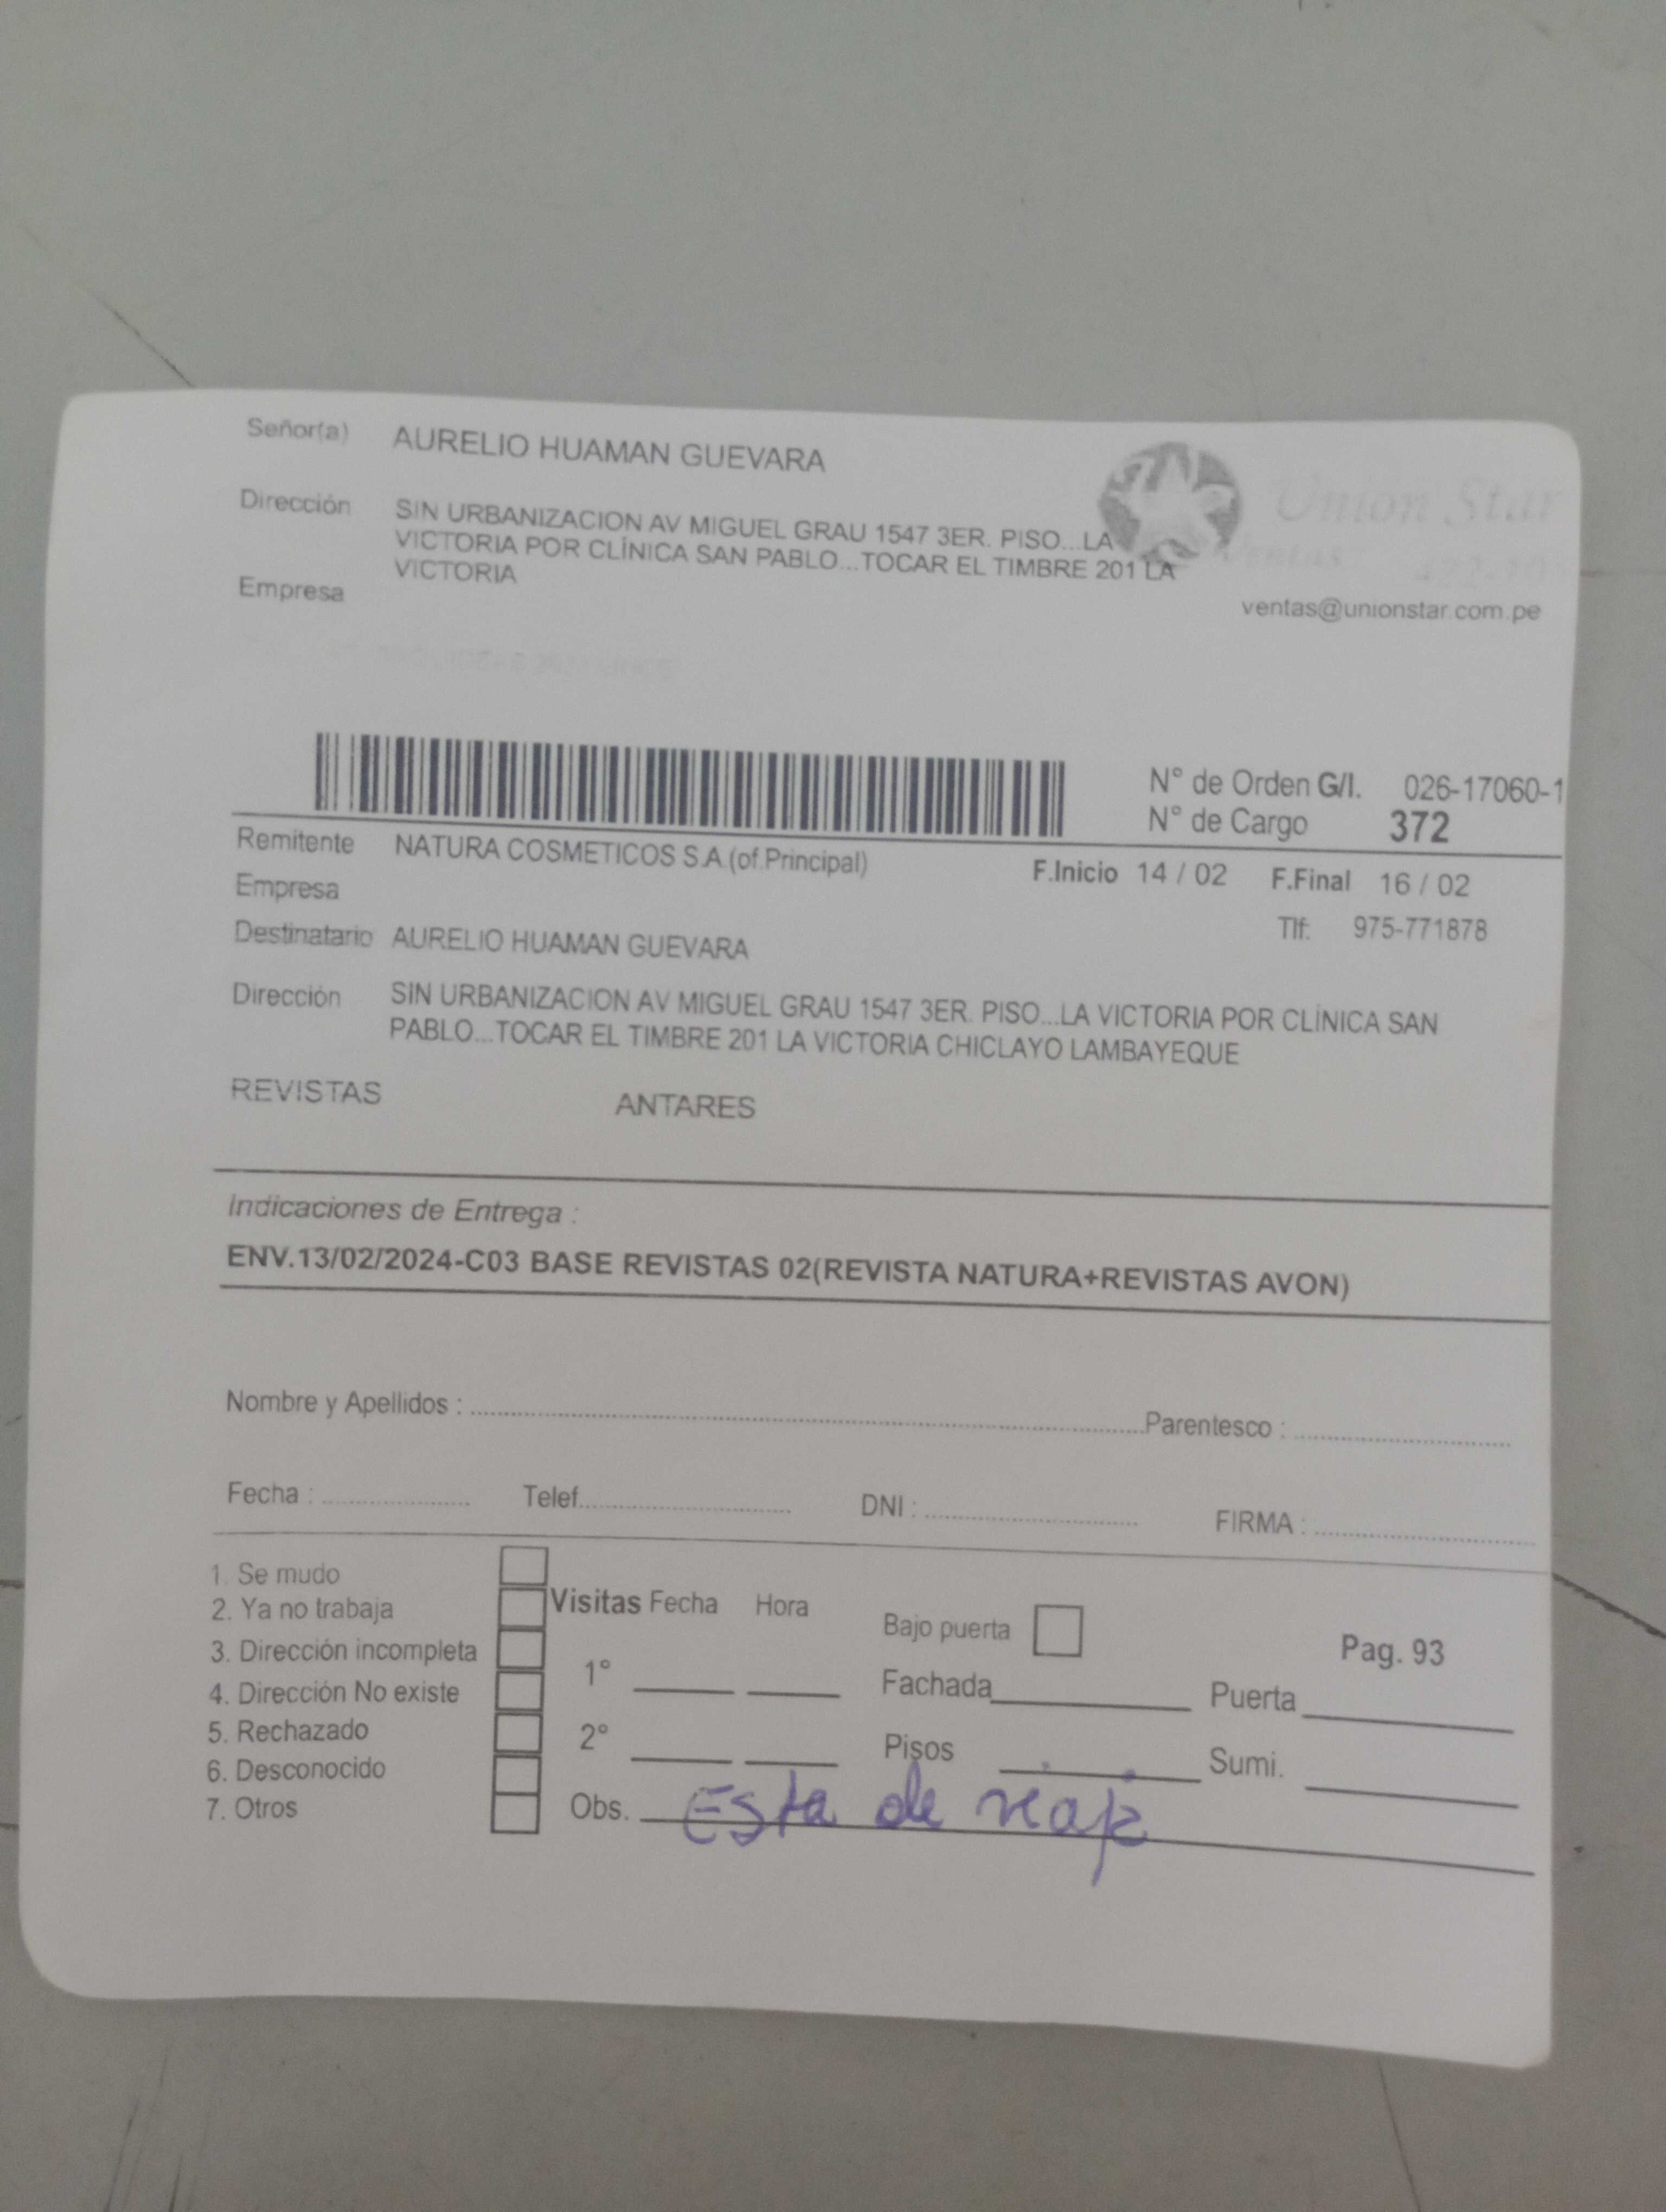 Señor(a) AURELIO HUAMAN GUEVARA
Dirección SIN URBANIZACION AV MIGUEL GRAU 1547 3ER. PISO...LA
VICTORIA POR CLÍNICA SAN PABLO...TOCAR EL TIMBRE 201 LA
VICTORIA
Empresa
Union Star
Ventas
ventas@unionstar.com.pe
N° de Orden G/I. 026-17060-1
N° de Cargo 372
Remitente NATURA COSMETICOS S.A (of.Principal)
F.Inicio 14 / 02 F.Final 16 / 02
Empresa
Tlf: 975-771878
Destinatario AURELIO HUAMAN GUEVARA
Dirección SIN URBANIZACION AV MIGUEL GRAU 1547 3ER. PISO...LA VICTORIA POR CLÍNICA SAN
PABLO...TOCAR EL TIMBRE 201 LA VICTORIA CHICLAYO LAMBAYEQUE
REVISTAS ANTARES
Indicaciones de Entrega :
ENV.13/02/2024-C03 BASE REVISTAS 02(REVISTA NATURA+REVISTAS AVON)
Nombre y Apellidos : Parentesco :
Fecha : Telef. DNI : FIRMA :
1. Se mudo
2. Ya no trabaja
3. Dirección incompleta
4. Dirección No existe
5. Rechazado
6. Desconocido
7. Otros
Visitas Fecha Hora
1°
2°
Bajo puerta
Pag. 93
Fachada Puerta
Pisos Sumi.
Obs. Esta de viaje